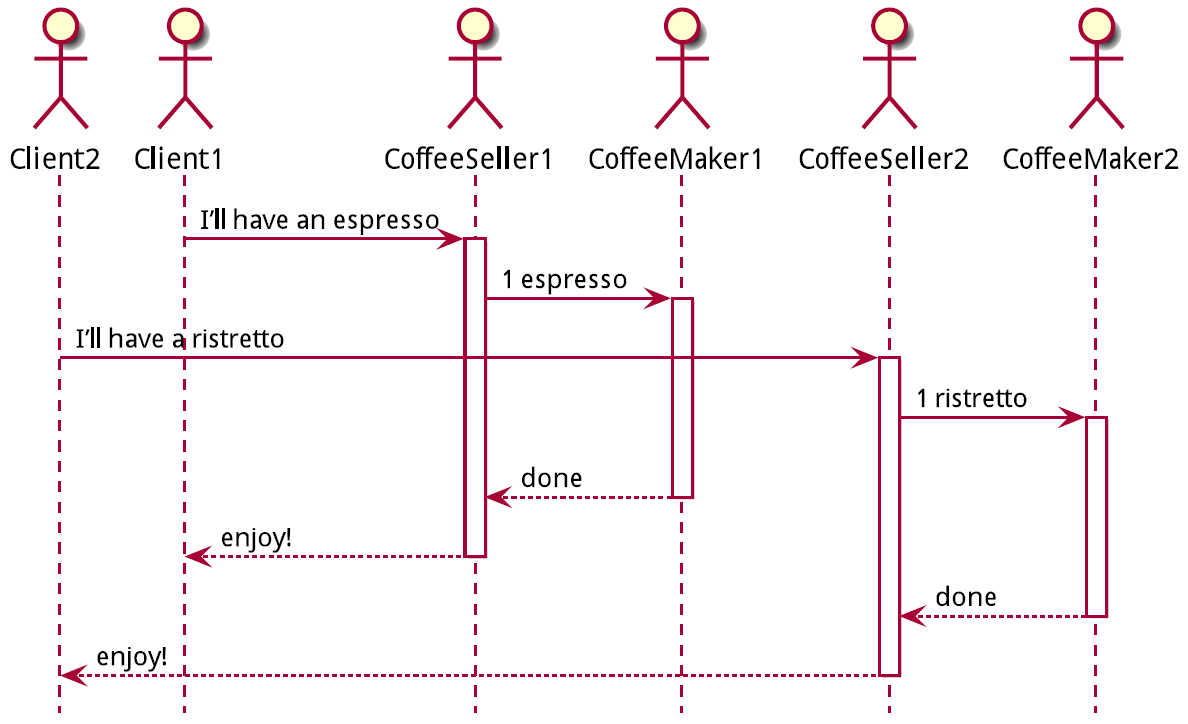 Client2 Client1 CoffeeSeller1 CoffeeMaker1 CoffeeSeller2 CoffeeMaker2
I'll have an espresso
1 espresso
I'll have a ristretto
1 ristretto
done
enjoy!
done
enjoy!